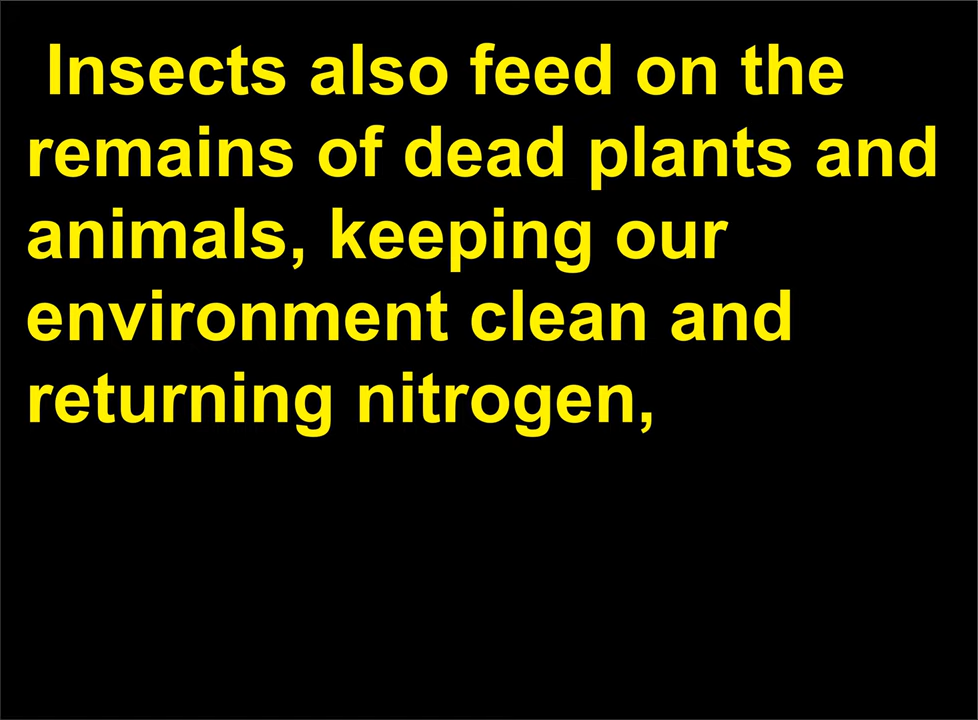 Insects also feed on the
remains of dead plants and
animals, keeping our
environment clean and
returning nitrogen,